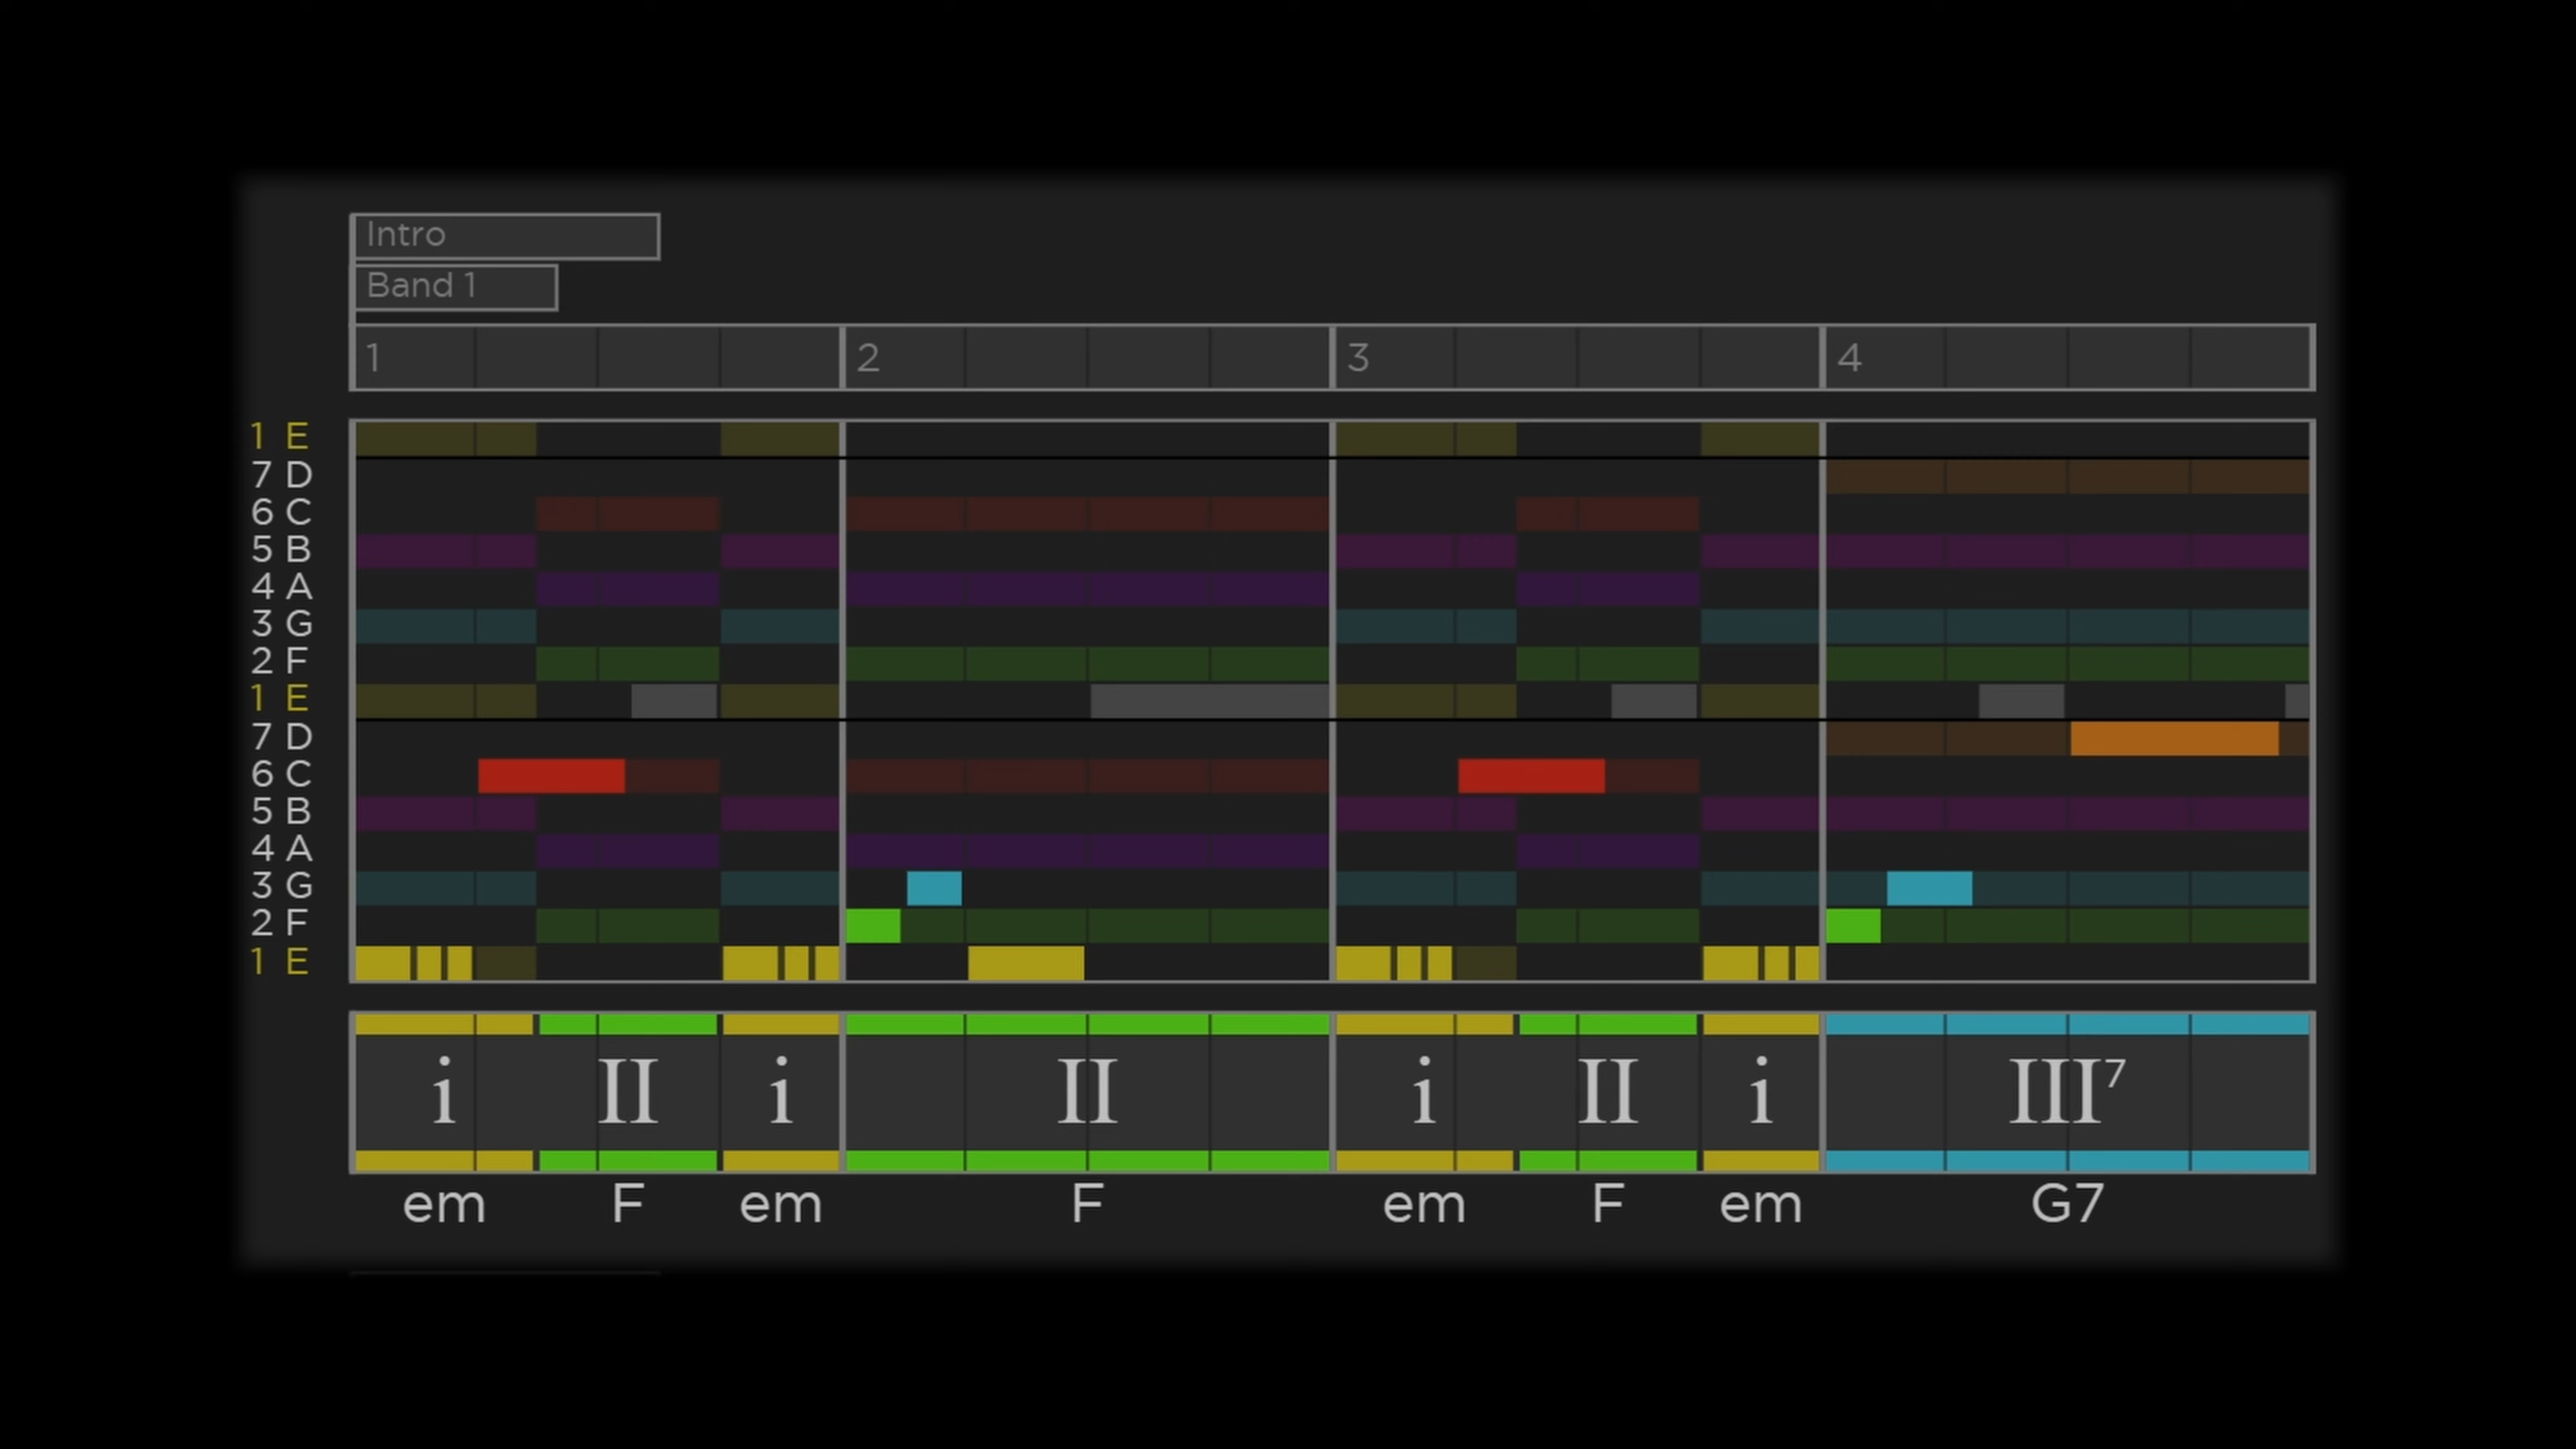 Intro
Band 1
1 2 3 4
1 E
7 D
6 C
5 B
4 A
3 G
2 F
1 E
7 D
6 C
5 B
4 A
3 G
2 F
1 E
i II i II i II i III⁷
em F em F em F em G7